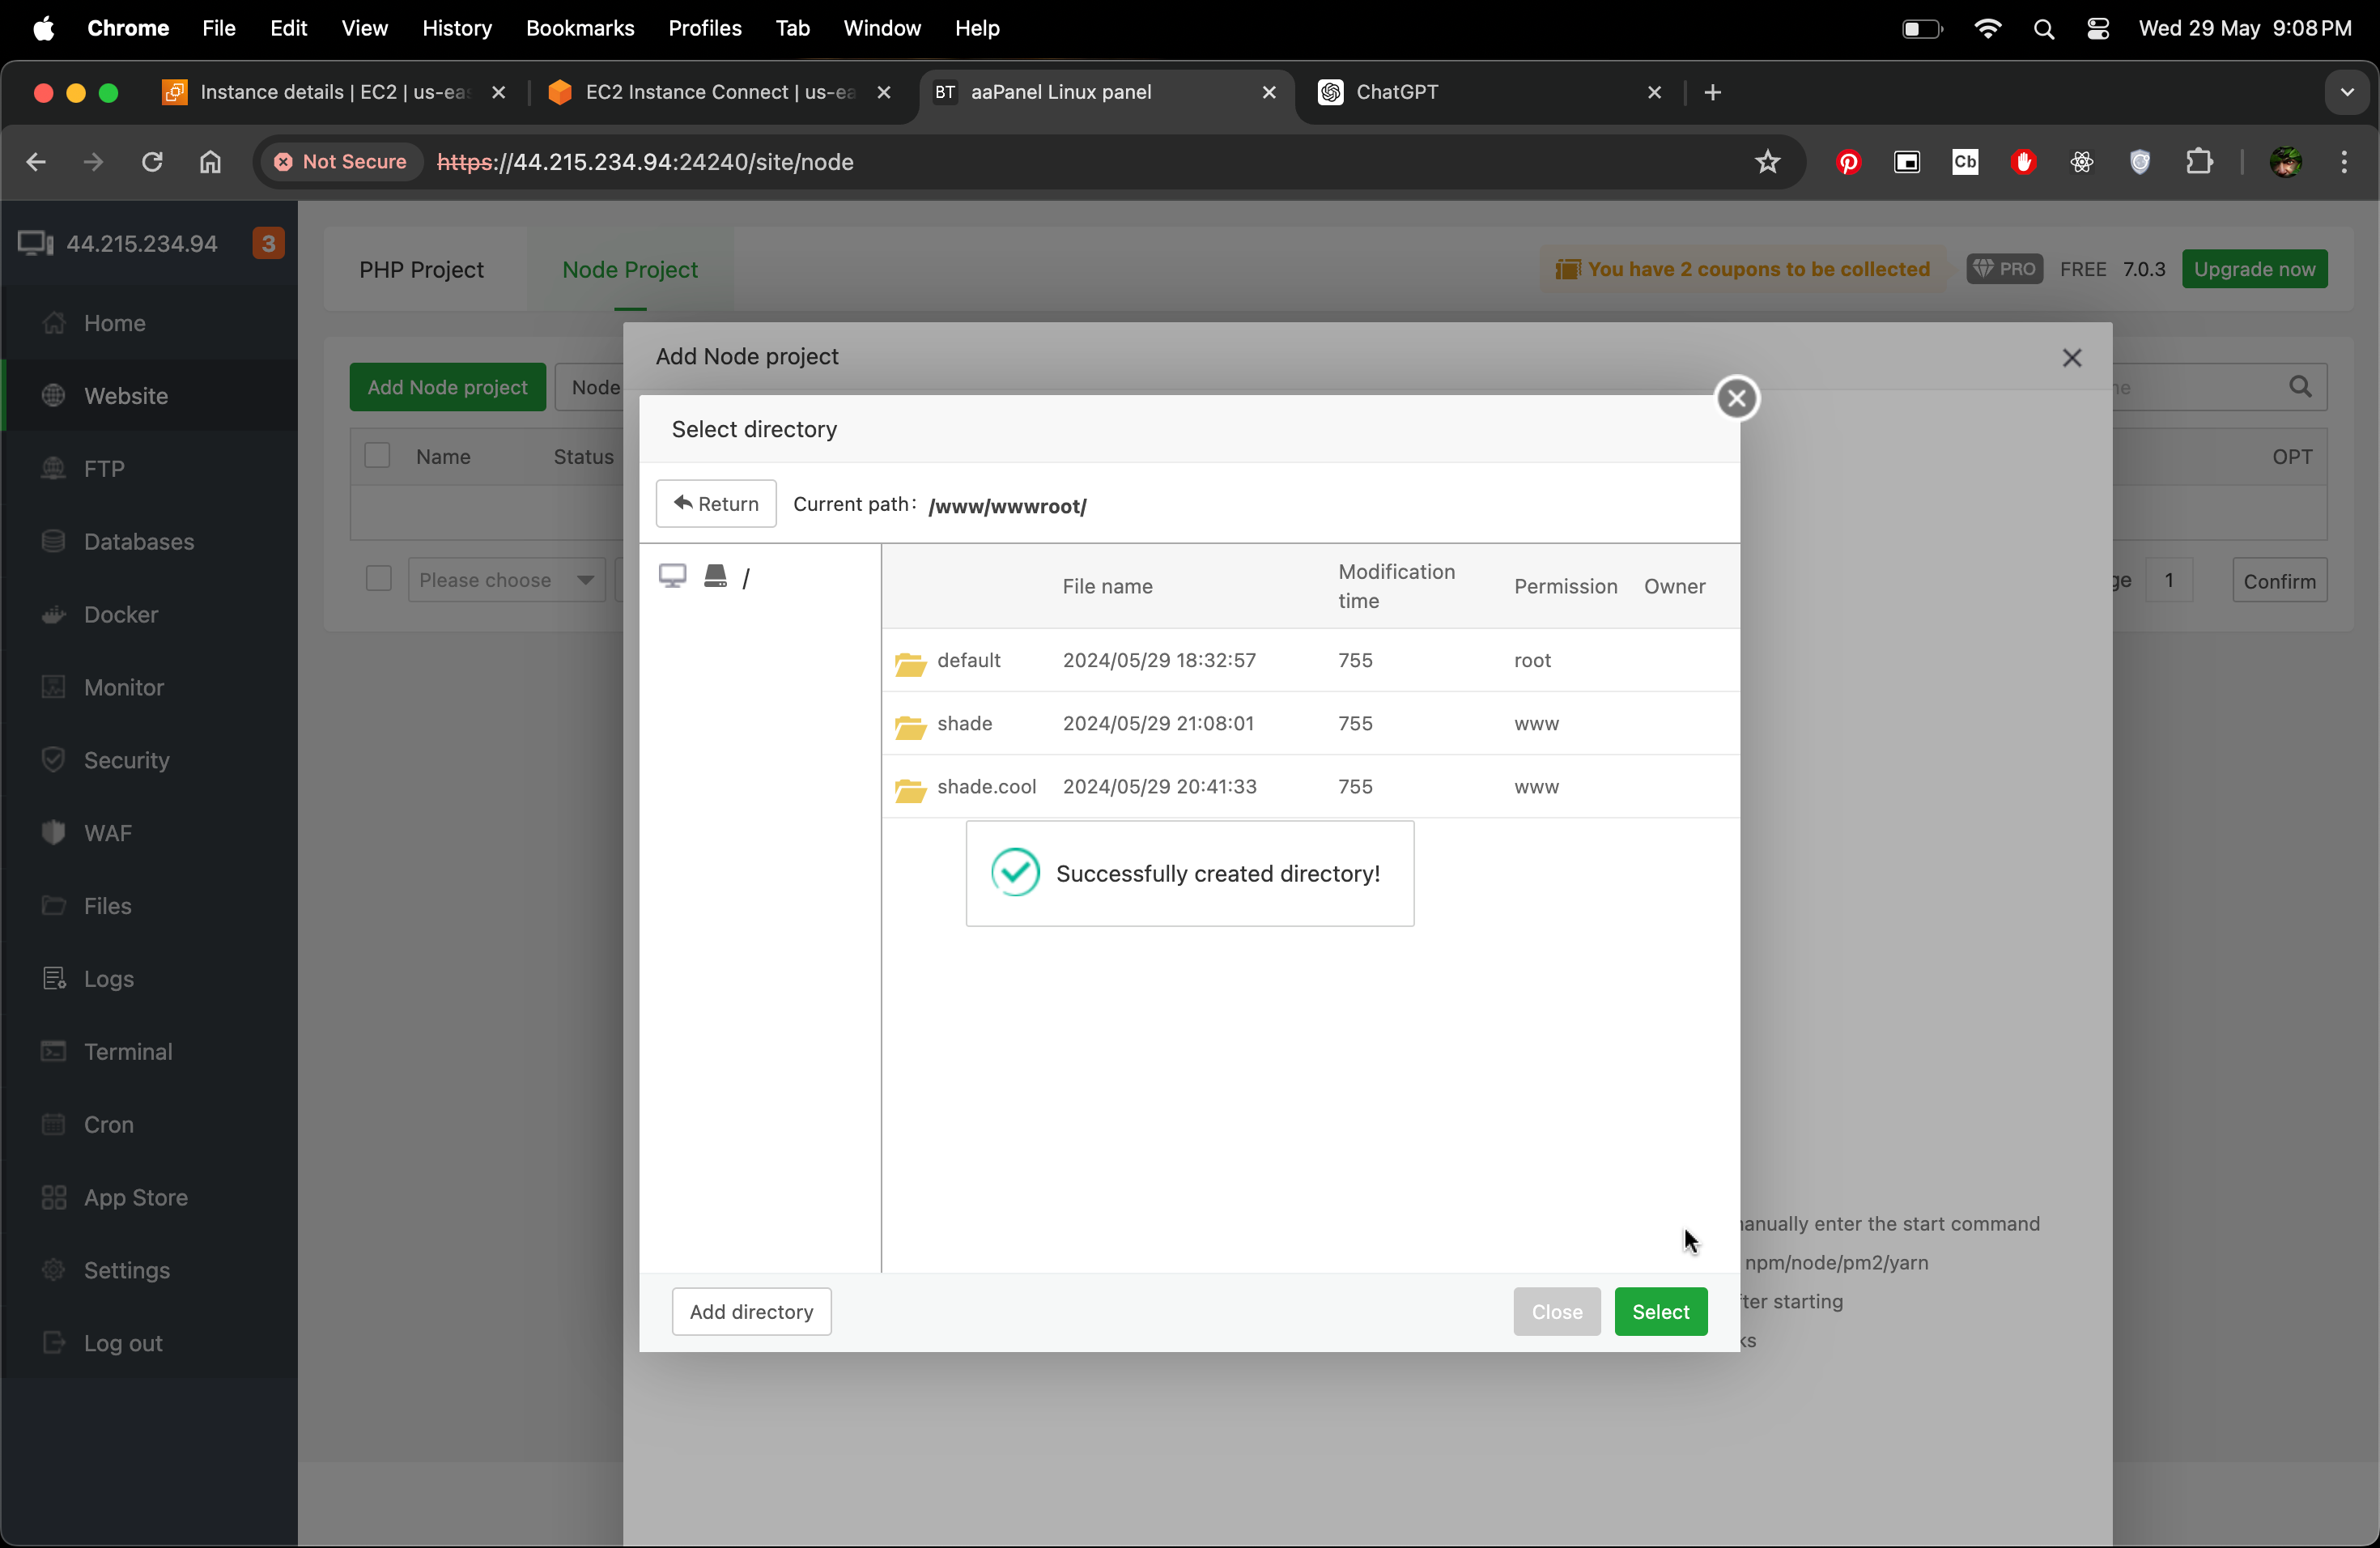 Chrome File Edit View History Bookmarks Profiles Tab Window Help Wed 29 May 9:08 PM
Instance details | EC2 | us-eas EC2 Instance Connect | us-ea BT aaPanel Linux panel ChatGPT
Not Secure https://44.215.234.94:24240/site/node Cb
44.215.234.94 3
Home
Website
FTP
Databases
Docker
Monitor
Security
WAF
Files
Logs
Terminal
Cron
App Store
Settings
Log out
PHP Project Node Project You have 2 coupons to be collected PRO FREE 7.0.3 Upgrade now
Add Node project Node
Name Status OPT
Please choose 1 Confirm
Add Node project
Select directory
Return Current path: /www/wwwroot/
/
File name Modification time Permission Owner
default 2024/05/29 18:32:57 755 root
shade 2024/05/29 21:08:01 755 www
shade.cool 2024/05/29 20:41:33 755 www
Successfully created directory!
anually enter the start command
npm/node/pm2/yarn
ter starting
ks
Add directory Close Select